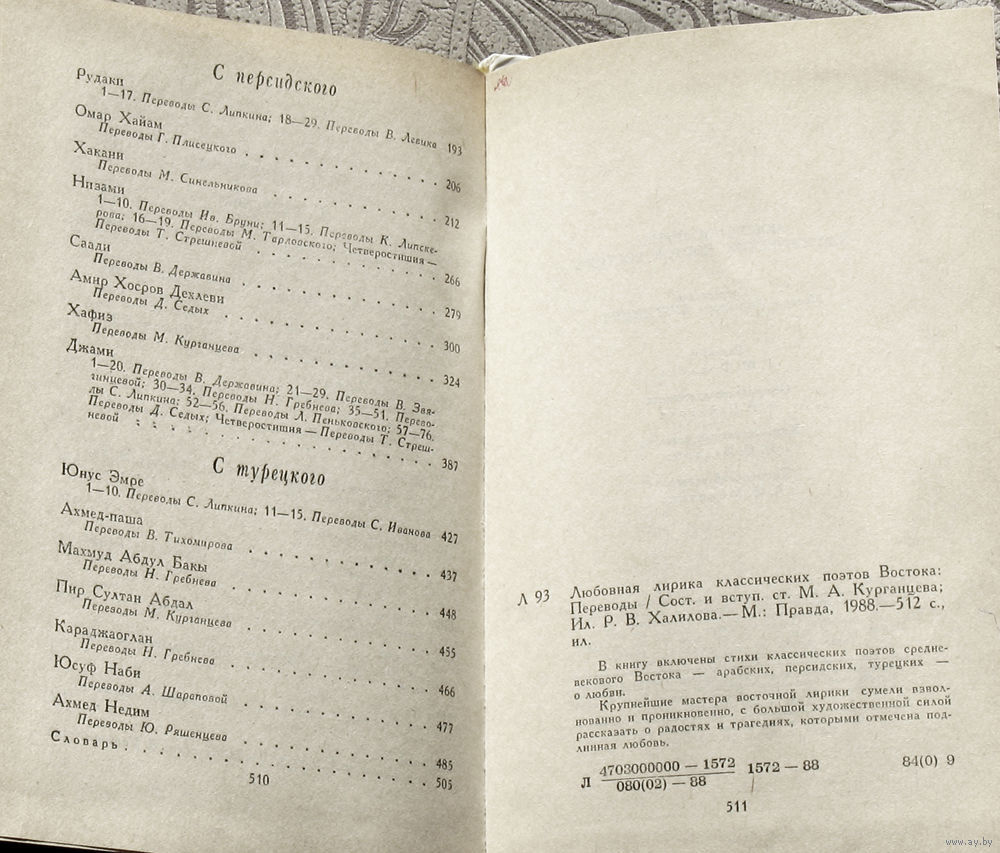 С персидского
Рудаки
1—17. Переводы С. Липкина; 18—29. Переводы В. Левика 193
Омар Хайам
Переводы Г. Плисецкого . . . . . . . . . . . . 206
Хакани
Переводы М. Синельникова . . . . . . . . . . . . 212
Низами
1—10. Переводы Ив. Бруни; 11—15. Переводы К. Липске-
рова; 16—19. Переводы М. Тарловского; Четверостишия —
Переводы Т. Стрешневой . . . . . . . . . . . . 266
Саади
Переводы В. Державина . . . . . . . . . . . . 279
Амир Хосров Дехлеви
Переводы Д. Седых . . . . . . . . . . . . 300
Хафиз
Переводы М. Курганцева . . . . . . . . . . . . 324
Джами
1—20. Переводы В. Державина; 21—29. Переводы В. Звя-
гинцевой; 30—34. Переводы Н. Гребнева; 35—51. Перево-
ды С. Липкина; 52—56. Переводы Л. Пеньковского; 57—76.
Переводы Д. Седых; Четверостишия — Переводы Т. Стреш-
невой . . . . . . . . . . . . 387
С турецкого
Юнус Эмре
1—10. Переводы С. Липкина; 11—15. Переводы С. Иванова 427
Ахмед-паша
Переводы В. Тихомирова . . . . . . . . . . . . 437
Махмуд Абдул Бакы
Переводы Н. Гребнева . . . . . . . . . . . . 448
Пир Султан Абдал
Переводы М. Курганцева . . . . . . . . . . . . 455
Караджаоглан
Переводы Н. Гребнева . . . . . . . . . . . . 466
Юсуф Наби
Переводы А. Шараповой . . . . . . . . . . . . 477
Ахмед Недим
Переводы Ю. Ряшенцева . . . . . . . . . . . . 485
Словарь . . . . . . . . . . . . 505
510
Л 93 Любовная лирика классических поэтов Востока:
Переводы / Сост. и вступ. ст. М. А. Курганцева;
Ил. Р. В. Халилова.— М.: Правда, 1988.—512 с.,
ил.
В книгу включены стихи классических поэтов средне-
векового Востока — арабских, персидских, турецких —
о любви.
Крупнейшие мастера восточной лирики сумели взвол-
нованно и проникновенно, с большой художественной силой
рассказать о радостях и трагедиях, которыми отмечена под-
линная любовь.
Л 4703000000 — 1572
080(02) — 88
1572 — 88
84(0) 9
511
www.ay.by